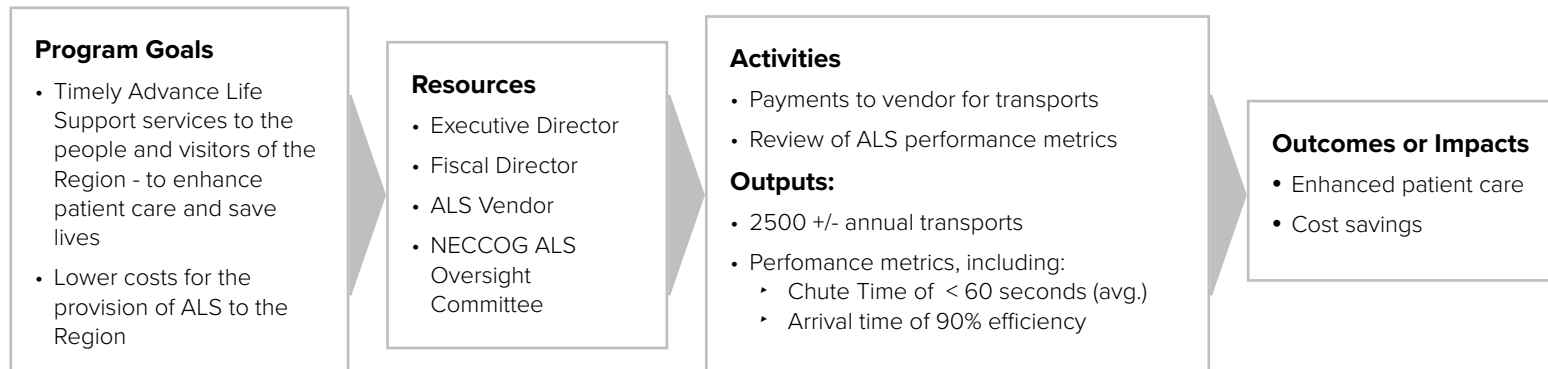 Program Goals
• Timely Advance Life
Support services to the
people and visitors of the
Region - to enhance
patient care and save
lives
• Lower costs for the
provision of ALS to the
Region
Resources
• Executive Director
• Fiscal Director
• ALS Vendor
• NECCOG ALS
Oversight
Committee
Activities
• Payments to vendor for transports
• Review of ALS performance metrics
Outputs:
• 2500 +/- annual transports
• Perfomance metrics, including:
‣ Chute Time of < 60 seconds (avg.)
‣ Arrival time of 90% efficiency
Outcomes or Impacts
• Enhanced patient care
• Cost savings